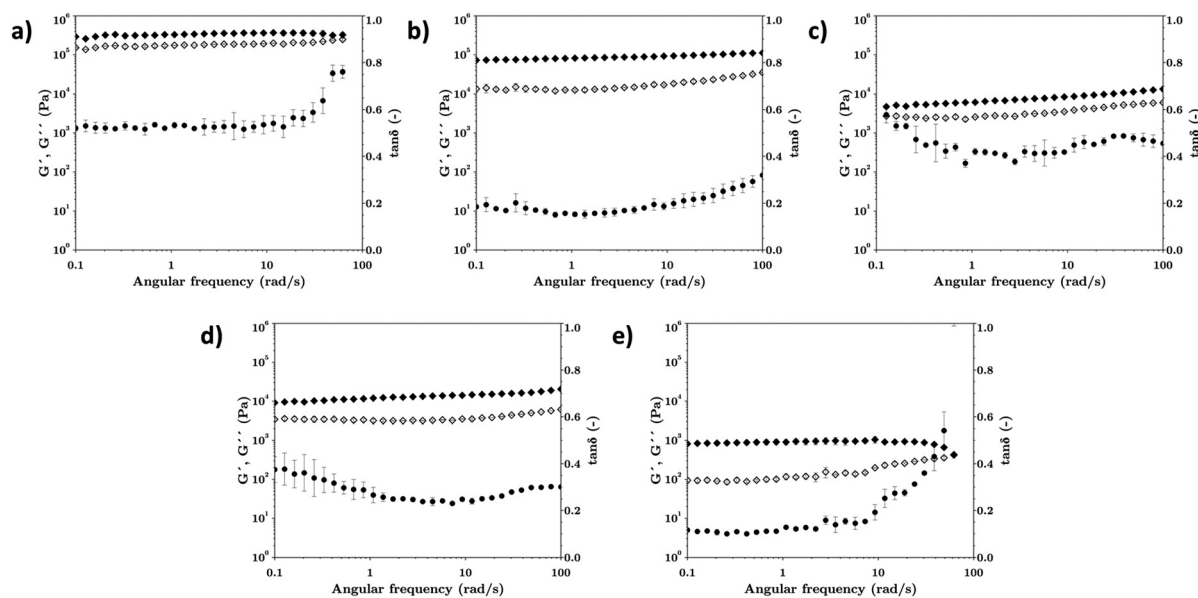 a)
10⁶
10⁵
10⁴
10³
10²
10¹
10⁰
G´, G´´ (Pa)
1.0
0.8
0.6
0.4
0.2
0.0
tanδ (-)
0.1 1 10 100
Angular frequency (rad/s)
b)
10⁶
10⁵
10⁴
10³
10²
10¹
10⁰
G´, G´´ (Pa)
1.0
0.8
0.6
0.4
0.2
0.0
tanδ (-)
0.1 1 10 100
Angular frequency (rad/s)
c)
10⁶
10⁵
10⁴
10³
10²
10¹
10⁰
G´, G´´ (Pa)
1.0
0.8
0.6
0.4
0.2
0.0
tanδ (-)
0.1 1 10 100
Angular frequency (rad/s)
d)
10⁶
10⁵
10⁴
10³
10²
10¹
10⁰
G´, G´´ (Pa)
1.0
0.8
0.6
0.4
0.2
0.0
tanδ (-)
0.1 1 10 100
Angular frequency (rad/s)
e)
10⁶
10⁵
10⁴
10³
10²
10¹
10⁰
G´, G´´ (Pa)
1.0
0.8
0.6
0.4
0.2
0.0
tanδ (-)
0.1 1 10 100
Angular frequency (rad/s)